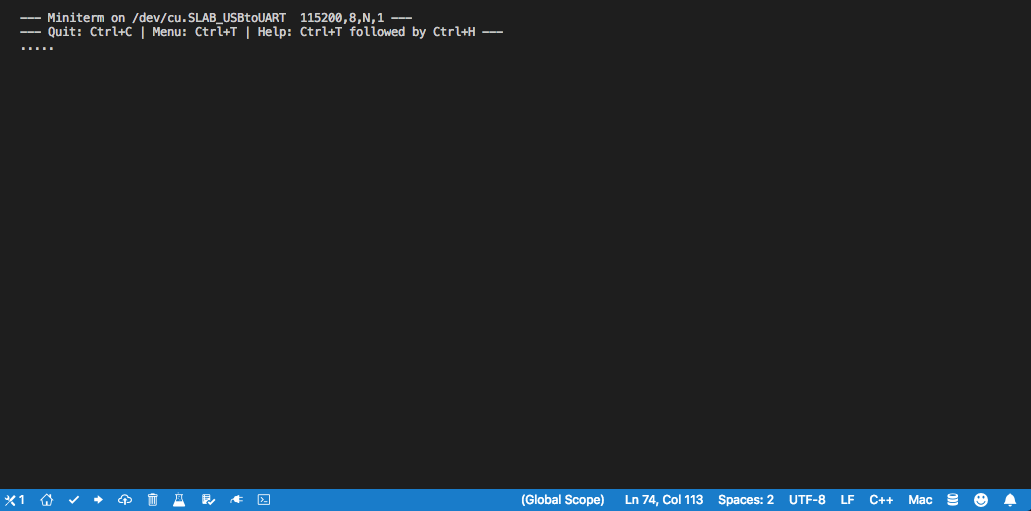 --- Miniterm on /dev/cu.SLAB_USBtoUART  115200,8,N,1 ---
--- Quit: Ctrl+C | Menu: Ctrl+T | Help: Ctrl+T followed by Ctrl+H ---
.....
1 (Global Scope) Ln 74, Col 113 Spaces: 2 UTF-8 LF C++ Mac